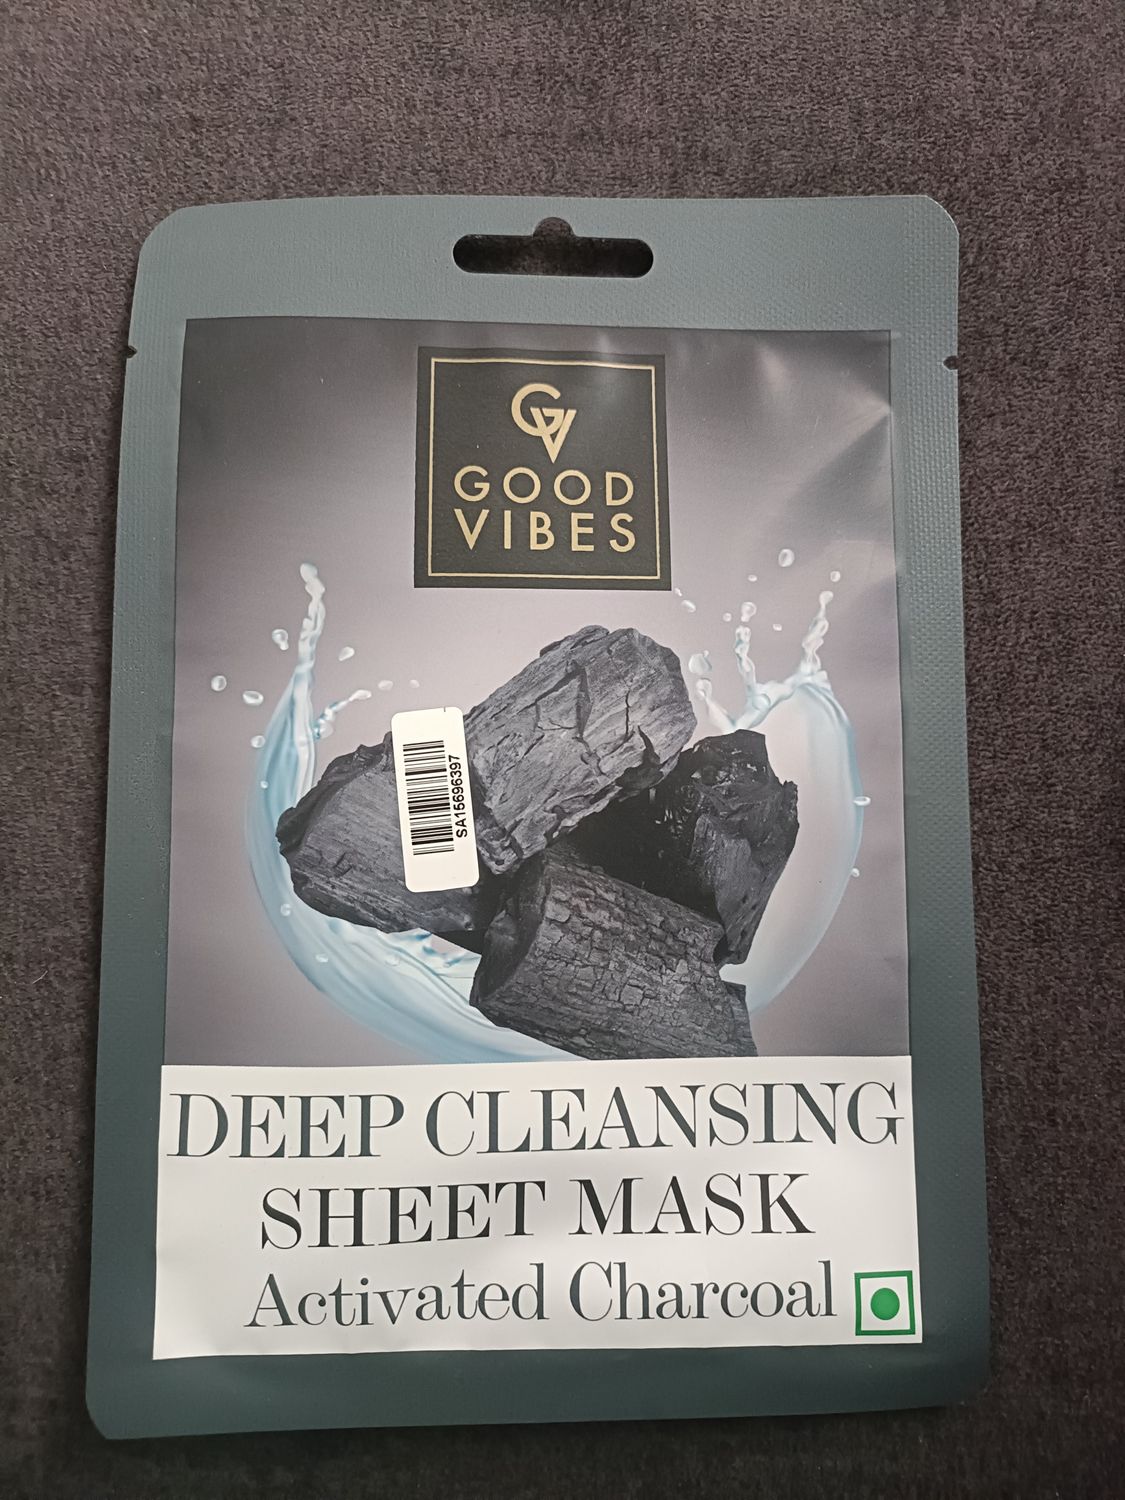 GV
GOOD
VIBES
SA15696397
DEEP CLEANSING
SHEET MASK
Activated Charcoal